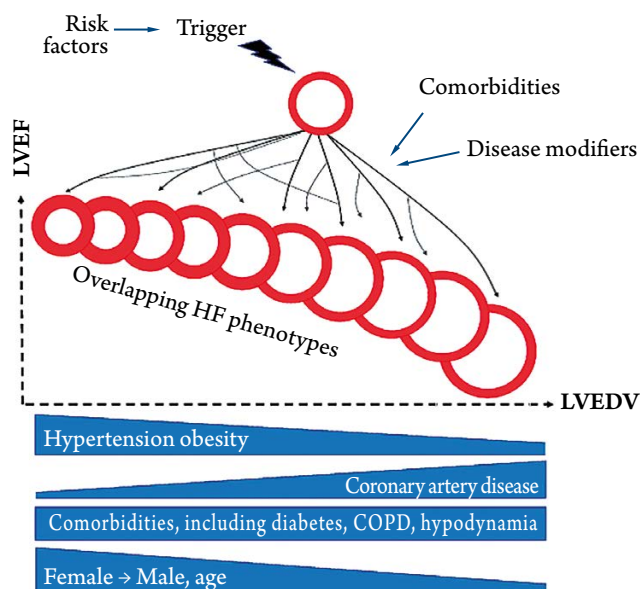 Risk
factors
Trigger
Comorbidities
Disease modifiers
LVEF
Overlapping HF phenotypes
LVEDV
Hypertension obesity
Coronary artery disease
Comorbidities, including diabetes, COPD, hypodynamia
Female → Male, age